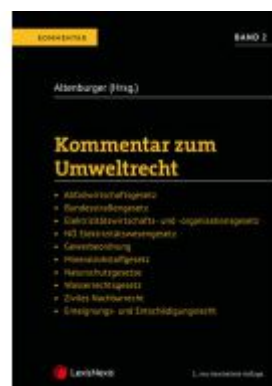 KOMMENTAR
BAND 2
Altenburger (Hrsg.)
Kommentar zum
Umweltrecht
• Abfallwirtschaftsgesetz
• Bundesstraßengesetz
• Elektrizitätswirtschafts- und -organisationsgesetz
• NÖ Elektrizitätswesengesetz
• Gewerbeordnung
• Mineralrohstoffgesetz
• Naturschutzgesetze
• Wasserrechtsgesetz
• Ziviles Nachbarrecht
• Enteignungs- und Entschädigungsrecht
LexisNexis
Auflage